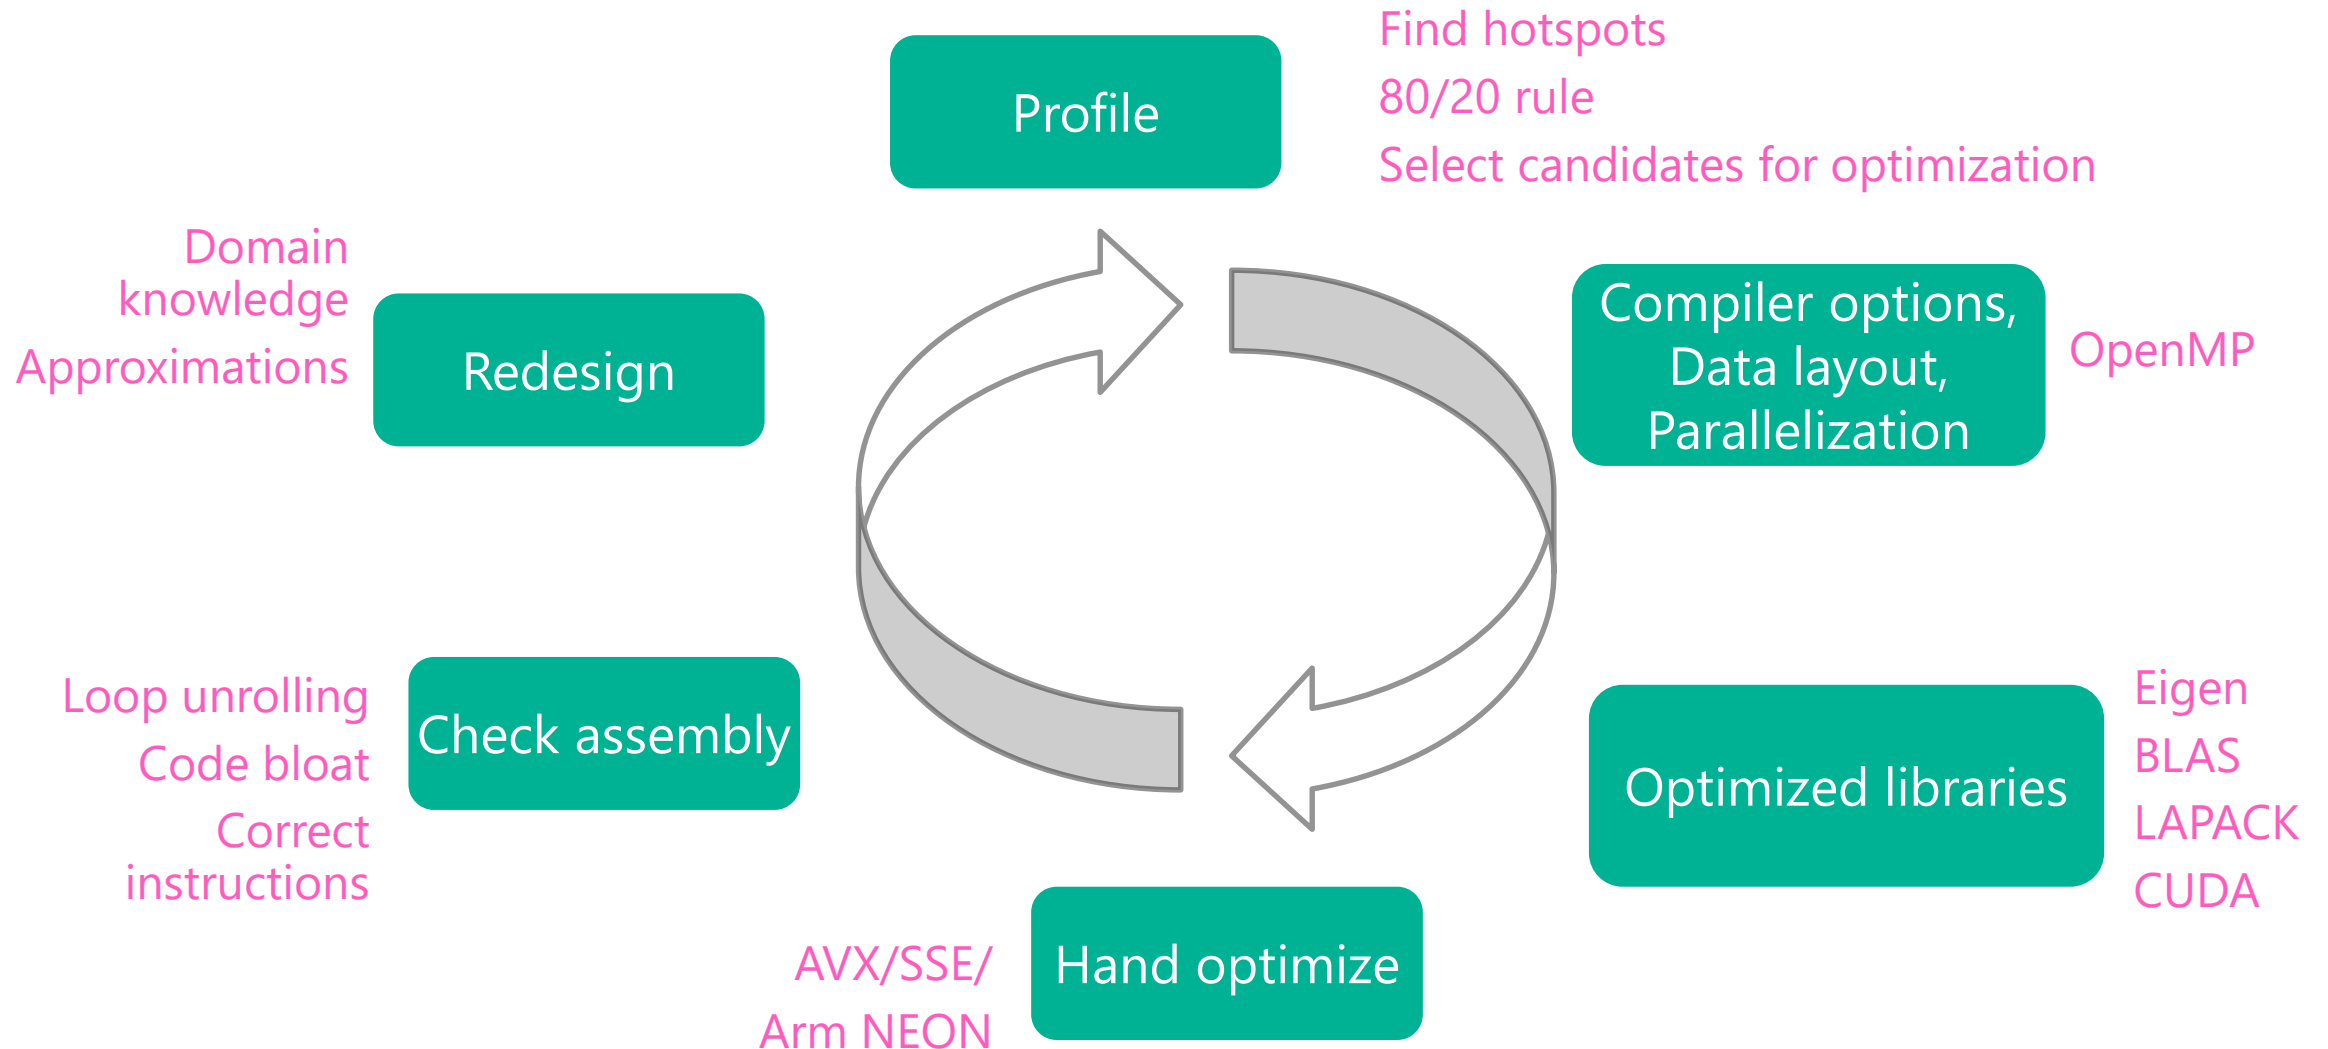 Profile
Find hotspots
80/20 rule
Select candidates for optimization
Compiler options,
Data layout,
Parallelization
OpenMP
Optimized libraries
Eigen
BLAS
LAPACK
CUDA
Hand optimize
AVX/SSE/
Arm NEON
Check assembly
Loop unrolling
Code bloat
Correct
instructions
Redesign
Domain
knowledge
Approximations